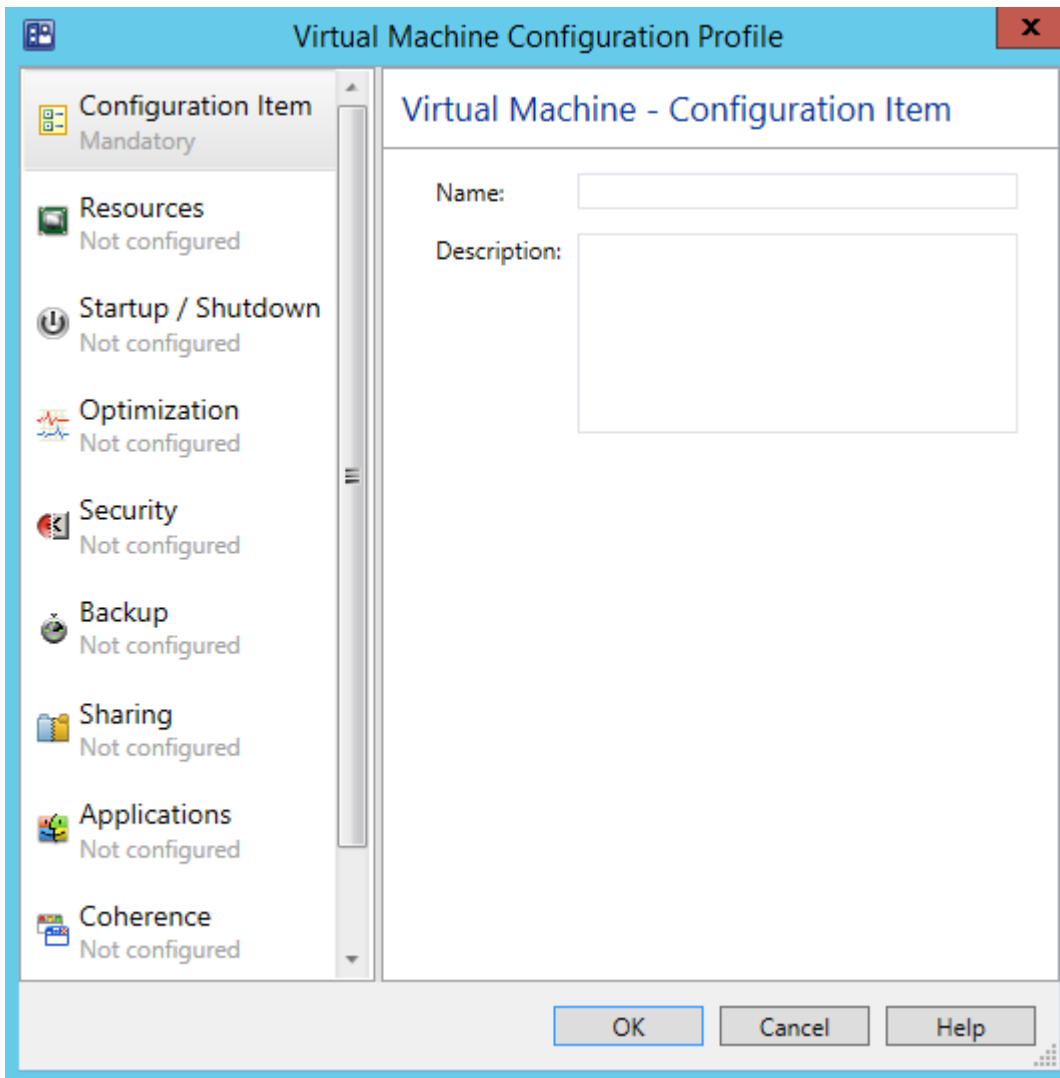 Virtual Machine Configuration Profile
x
Configuration Item
Mandatory
Resources
Not configured
Startup / Shutdown
Not configured
Optimization
Not configured
Security
Not configured
Backup
Not configured
Sharing
Not configured
Applications
Not configured
Coherence
Not configured
Virtual Machine - Configuration Item
Name:
Description:
OK Cancel Help